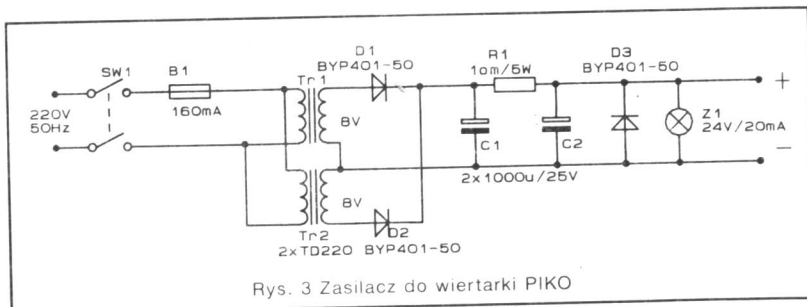 SW1
B1
160mA
220V
50Hz
Tr1
8V
D1
BYP401-50
R1
1om/5W
D3
BYP401-50
+
C1
C2
2x1000u/25V
Z1
24V/20mA
−
8V
D2
Tr2
2xTD220 BYP401-50
Rys. 3 Zasilacz do wiertarki PIKO